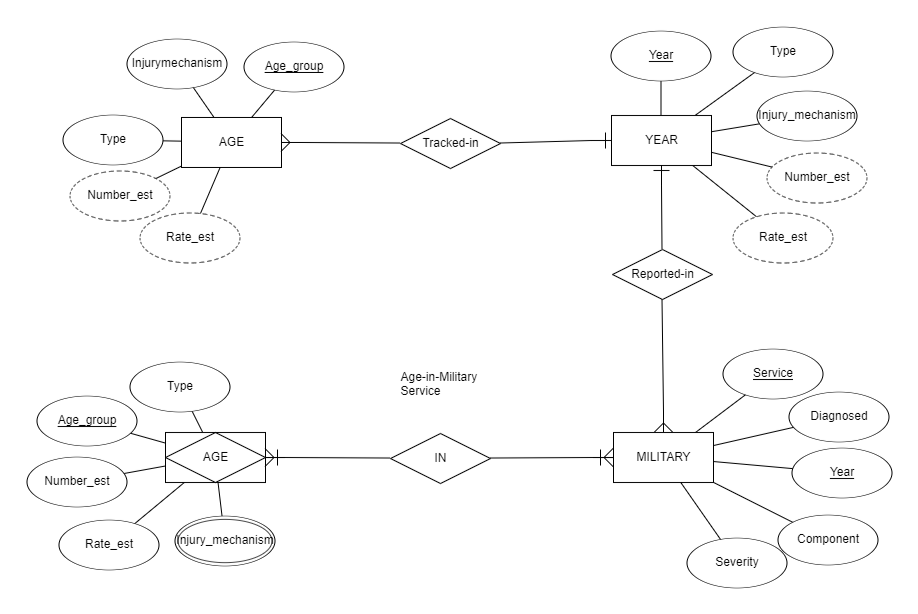 Year
Type
Injurymechanism
Age_group
Injury_mechanism
Type
AGE
Tracked-in
YEAR
Number_est
Number_est
Rate_est
Rate_est
Reported-in
Age-in-Military
Service
Service
Type
Age_group
Diagnosed
AGE
IN
MILITARY
Number_est
Year
Rate_est
Injury_mechanism
Component
Severity